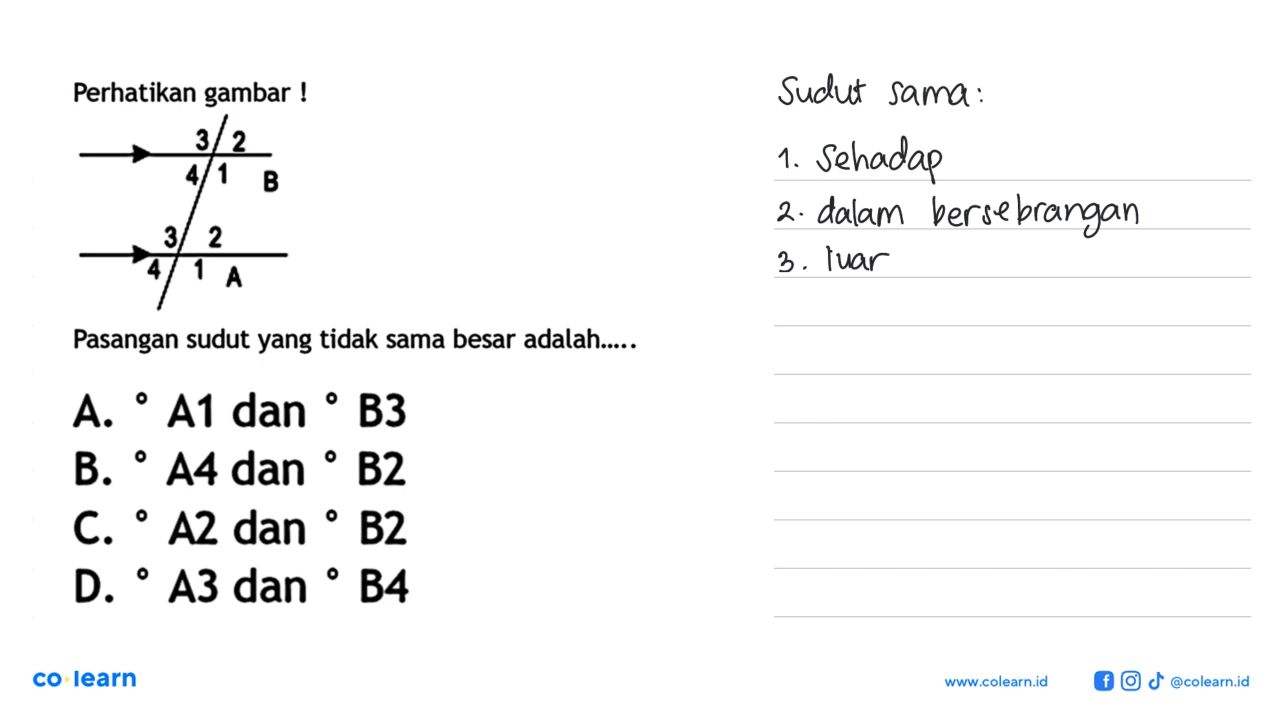 Perhatikan gambar !
3 2
4 1 B
3 2
4 1 A
Pasangan sudut yang tidak sama besar adalah.....
A. ° A1 dan ° B3
B. ° A4 dan ° B2
C. ° A2 dan ° B2
D. ° A3 dan ° B4
Sudut sama:
1. Sehadap
2. dalam bersebrangan
3. luar
co learn
www.colearn.id
@colearn.id